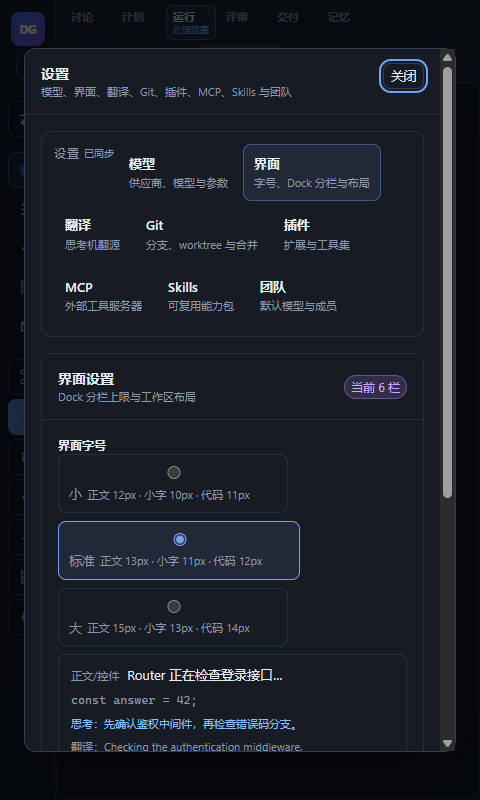 DG
讨论
计划
运行
评审
交付
记忆
处理阻塞
设置
模型、界面、翻译、Git、插件、MCP、Skills 与团队
关闭
设置 已同步
模型
供应商、模型与参数
界面
字号、Dock 分栏与布局
翻译
思考机翻源
Git
分支、worktree 与合并
插件
扩展与工具集
MCP
外部工具服务器
Skills
可复用能力包
团队
默认模型与成员
界面设置
Dock 分栏上限与工作区布局
当前 6 栏
界面字号
小 正文 12px · 小字 10px · 代码 11px
标准 正文 13px · 小字 11px · 代码 12px
大 正文 15px · 小字 13px · 代码 14px
正文/控件 Router 正在检查登录接口...
const answer = 42;
思考：先确认鉴权中间件，再检查错误码分支。
翻译：Checking the authentication middleware.